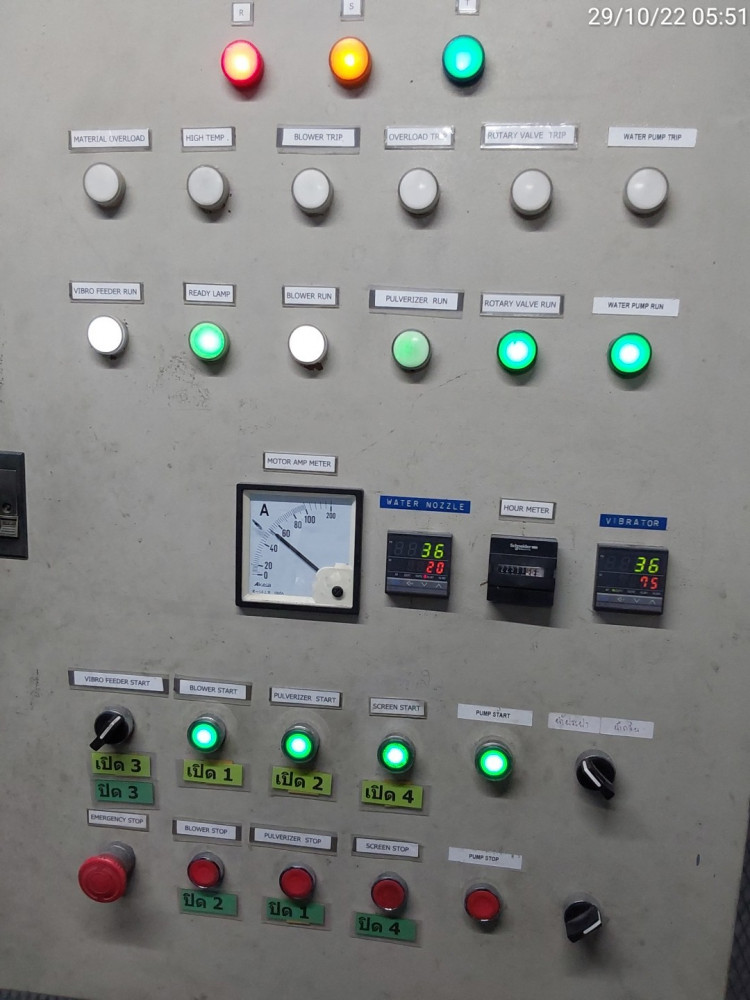 29/10/22 05:51
R
S
T
MATERIAL OVERLOAD
HIGH TEMP.
BLOWER TRIP
OVERLOAD TRIP
ROTARY VALVE TRIP
WATER PUMP TRIP
VIBRO FEEDER RUN
READY LAMP
BLOWER RUN
PULVERIZER RUN
ROTARY VALVE RUN
WATER PUMP RUN
MOTOR AMP METER
WATER NOZZLE
HOUR METER
VIBRATOR
A
200
100
80
60
40
20
0
36
20
Schneider
36
75
VIBRO FEEDER START
BLOWER START
PULVERIZER START
SCREEN START
PUMP START
เปิด 3
เปิด 1
เปิด 2
เปิด 4
ปิด 3
EMERGENCY STOP
BLOWER STOP
PULVERIZER STOP
SCREEN STOP
PUMP STOP
ปิด 2
ปิด 1
ปิด 4